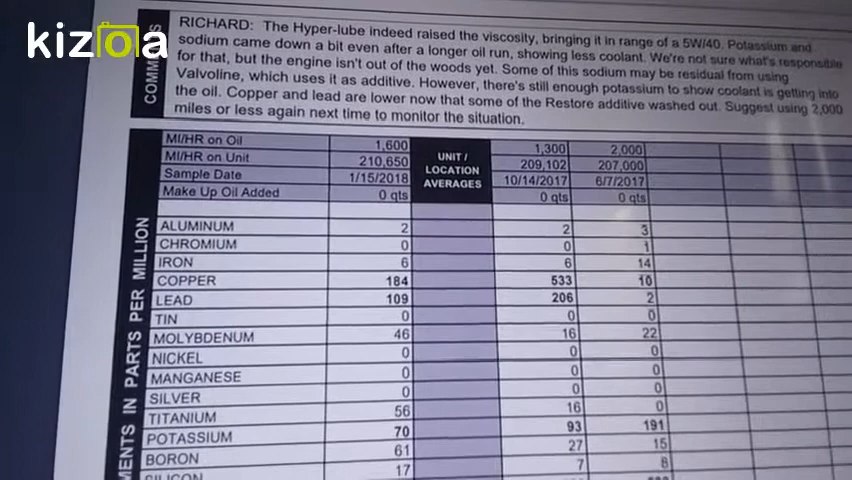 kizoa
RICHARD: The Hyper-lube indeed raised the viscosity, bringing it in range of a 5W/40. Potassium and
sodium came down a bit even after a longer oil run, showing less coolant. We're not sure what's responsible
for that, but the engine isn't out of the woods yet. Some of this sodium may be residual from using
Valvoline, which uses it as additive. However, there's still enough potassium to show coolant is getting into
the oil. Copper and lead are lower now that some of the Restore additive washed out. Suggest using 2,000
miles or less again next time to monitor the situation.
MI/HR on Oil 1,600 UNIT / LOCATION AVERAGES 1,300 2,000
MI/HR on Unit 210,650 209,102 207,000
Sample Date 1/15/2018 10/14/2017 6/7/2017
Make Up Oil Added 0 qts 0 qts 0 qts
ALUMINUM 2 2 3
CHROMIUM 0 0 1
IRON 6 6 14
COPPER 184 533 10
LEAD 109 206 2
TIN 0 0 0
MOLYBDENUM 46 16 22
NICKEL 0 0 0
MANGANESE 0 0 0
SILVER 0 0 0
TITANIUM 56 16 0
POTASSIUM 70 93 191
BORON 61 27 15
SILICON 17 7 8
PARTS PER MILLION